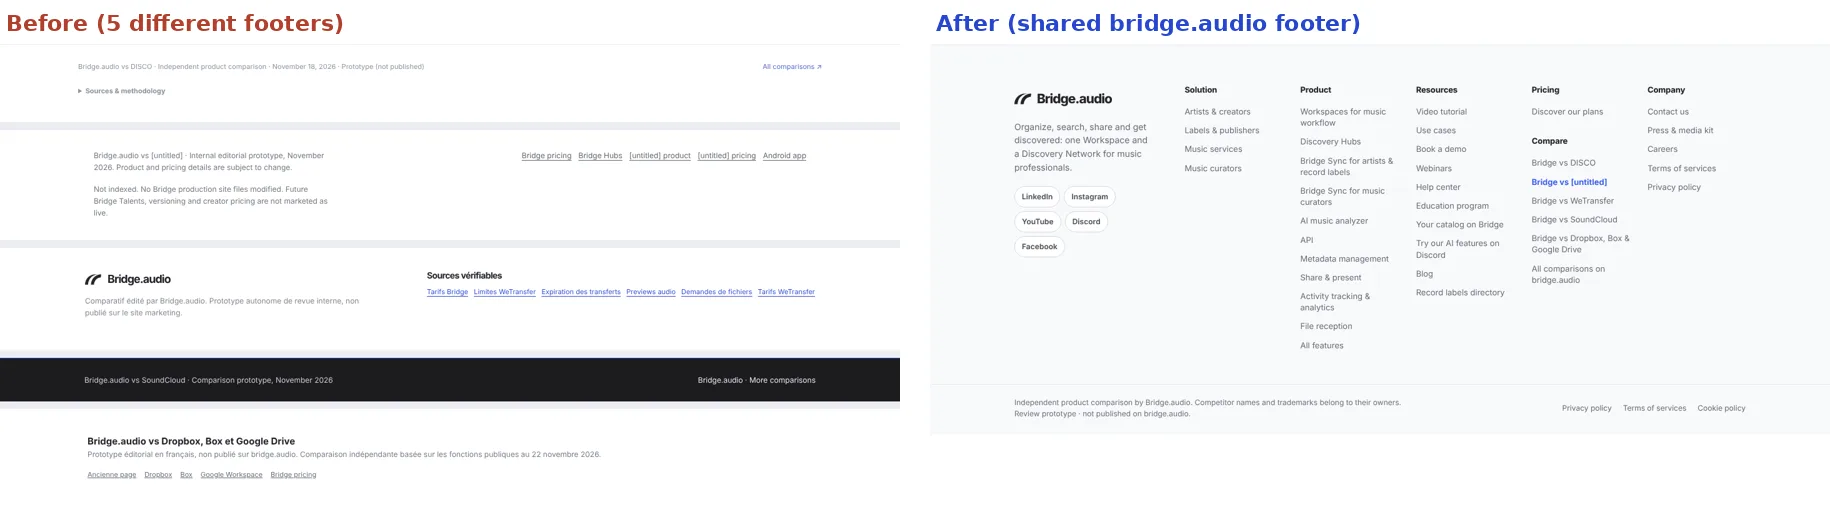 Before (5 different footers)
Bridge.audio vs DISCO · Independent product comparison · November 18, 2026 · Prototype (not published)
All comparisons ↗
▸ Sources & methodology
Bridge.audio vs [untitled] · Internal editorial prototype, November
2026. Product and pricing details are subject to change.
Bridge pricing Bridge Hubs [untitled] product [untitled] pricing Android app
Not indexed. No Bridge production site files modified. Future
Bridge Talents, versioning and creator pricing are not marketed as
live.
Bridge.audio
Comparatif édité par Bridge.audio. Prototype autonome de revue interne, non
publié sur le site marketing.
Sources vérifiables
Tarifs Bridge Limites WeTransfer Expiration des transferts Previews audio Demandes de fichiers Tarifs WeTransfer
Bridge.audio vs SoundCloud · Comparison prototype, November 2026
Bridge.audio · More comparisons
Bridge.audio vs Dropbox, Box et Google Drive
Prototype éditorial en français, non publié sur bridge.audio. Comparaison indépendante basée sur les fonctions publiques au 22 novembre 2026.
Ancienne page Dropbox Box Google Workspace Bridge pricing
After (shared bridge.audio footer)
Bridge.audio
Organize, search, share and get
discovered: one Workspace and
a Discovery Network for music
professionals.
LinkedIn Instagram
YouTube Discord
Facebook
Solution
Artists & creators
Labels & publishers
Music services
Music curators
Product
Workspaces for music
workflow
Discovery Hubs
Bridge Sync for artists &
record labels
Bridge Sync for music
curators
AI music analyzer
API
Metadata management
Share & present
Activity tracking &
analytics
File reception
All features
Resources
Video tutorial
Use cases
Book a demo
Webinars
Help center
Education program
Your catalog on Bridge
Try our AI features on
Discord
Blog
Record labels directory
Pricing
Discover our plans
Compare
Bridge vs DISCO
Bridge vs [untitled]
Bridge vs WeTransfer
Bridge vs SoundCloud
Bridge vs Dropbox, Box &
Google Drive
All comparisons on
bridge.audio
Company
Contact us
Press & media kit
Careers
Terms of services
Privacy policy
Independent product comparison by Bridge.audio. Competitor names and trademarks belong to their owners.
Review prototype · not published on bridge.audio.
Privacy policy Terms of services Cookie policy